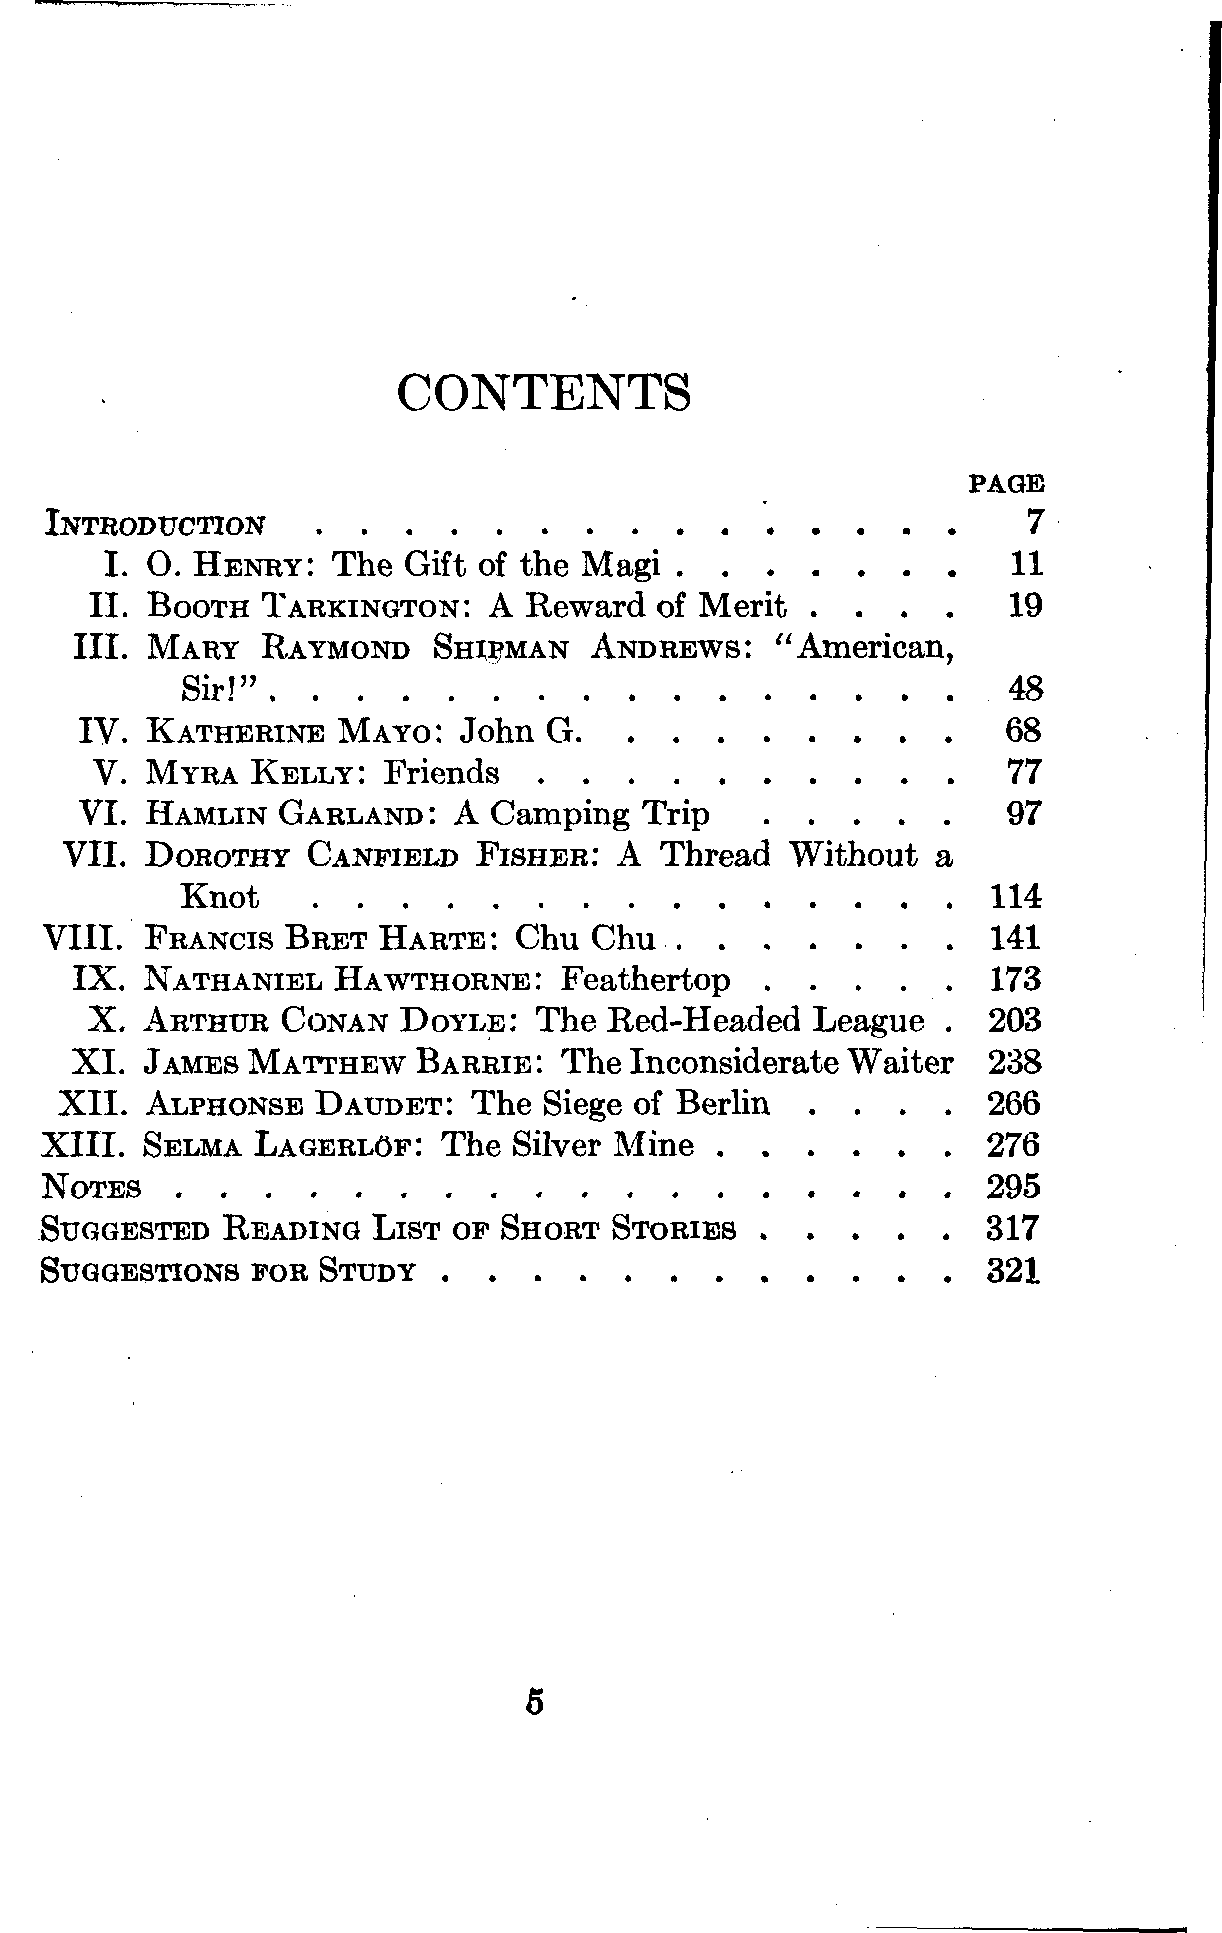 CONTENTS
PAGE
INTRODUCTION . . . . . . . . . . . . . . . 7
I. O. HENRY: The Gift of the Magi . . . . . . . 11
II. BOOTH TARKINGTON: A Reward of Merit . . . . 19
III. MARY RAYMOND SHIPMAN ANDREWS: "American,
Sir!" . . . . . . . . . . . . . . . . 48
IV. KATHERINE MAYO: John G. . . . . . . . . 68
V. MYRA KELLY: Friends . . . . . . . . . . 77
VI. HAMLIN GARLAND: A Camping Trip . . . . . 97
VII. DOROTHY CANFIELD FISHER: A Thread Without a
Knot . . . . . . . . . . . . . . . 114
VIII. FRANCIS BRET HARTE: Chu Chu . . . . . . . 141
IX. NATHANIEL HAWTHORNE: Feathertop . . . . . 173
X. ARTHUR CONAN DOYLE: The Red-Headed League . 203
XI. JAMES MATTHEW BARRIE: The Inconsiderate Waiter 238
XII. ALPHONSE DAUDET: The Siege of Berlin . . . . 266
XIII. SELMA LAGERLÖF: The Silver Mine . . . . . . 276
NOTES . . . . . . . . . . . . . . . . . . 295
SUGGESTED READING LIST OF SHORT STORIES . . . . . 317
SUGGESTIONS FOR STUDY . . . . . . . . . . . . 321
5